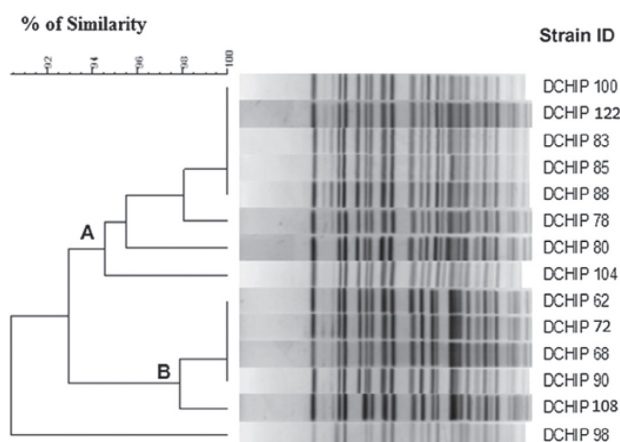 % of Similarity
Strain ID
92 94 96 98 100
DCHIP 100
DCHIP 122
DCHIP 83
DCHIP 85
DCHIP 88
A
DCHIP 78
DCHIP 80
DCHIP 104
DCHIP 62
DCHIP 72
DCHIP 68
B
DCHIP 90
DCHIP 108
DCHIP 98